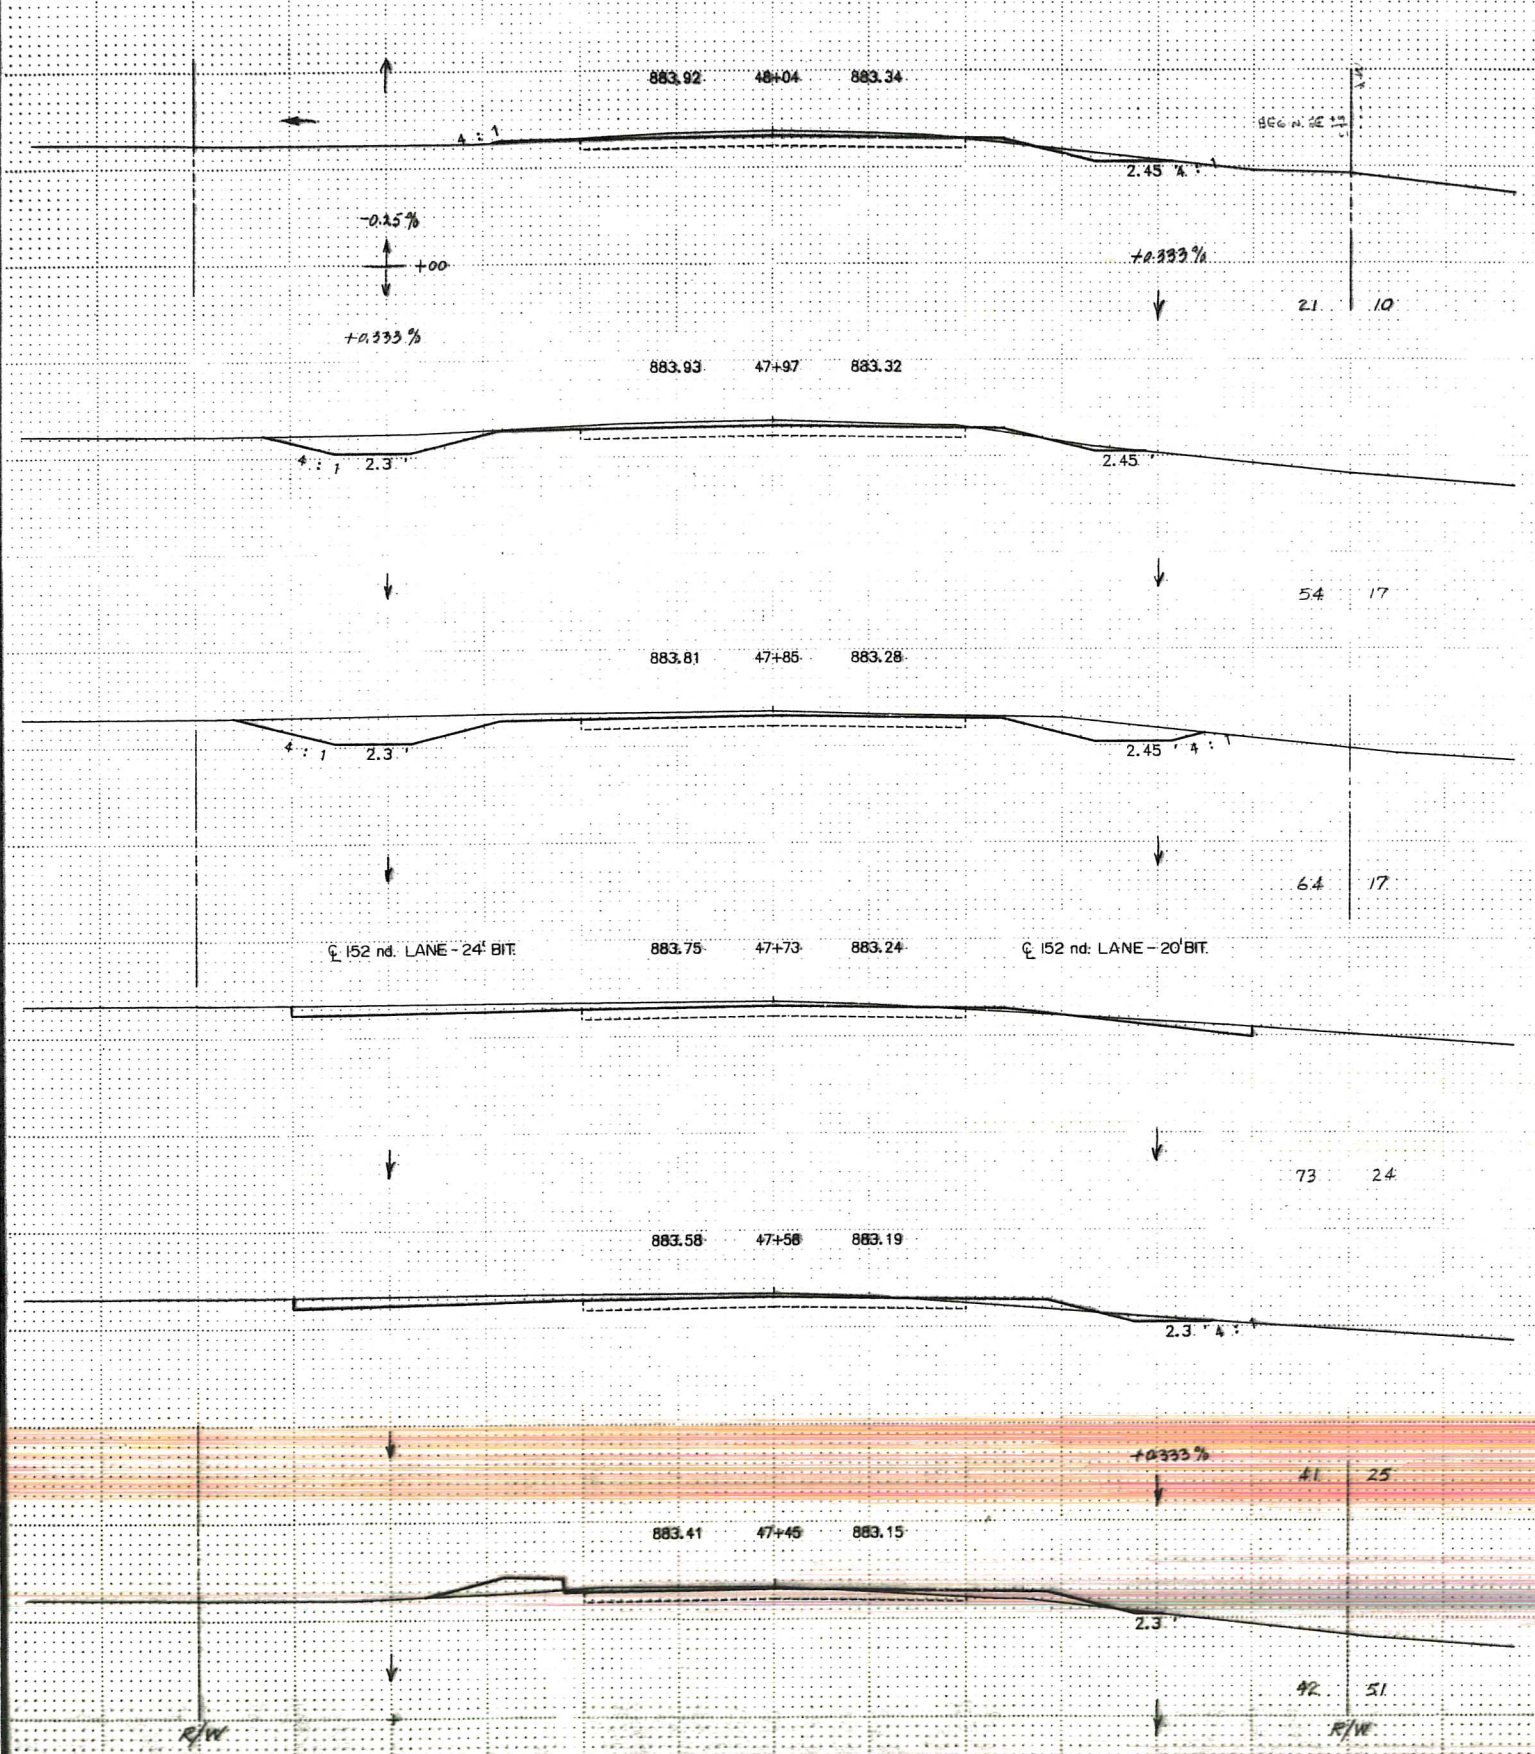 883.92 48+04 883.34
4 : 1
2.45 ' 4 : 1
-0.25%
+00
+0.333%
+0.333%
21 10
883.93 47+97 883.32
4 : 1 2.3 '
2.45 '
54 17
883.81 47+85 883.28
4 : 1 2.3 '
2.45 ' 4 : 1
64 17
℄ 152 nd. LANE - 24' BIT. 883.75 47+73 883.24 ℄ 152 nd. LANE - 20' BIT.
73 24
883.58 47+58 883.19
2.3 ' 4 : 1
+0.333%
41 25
883.41 47+45 883.15
2.3 '
42 51
R/W R/W